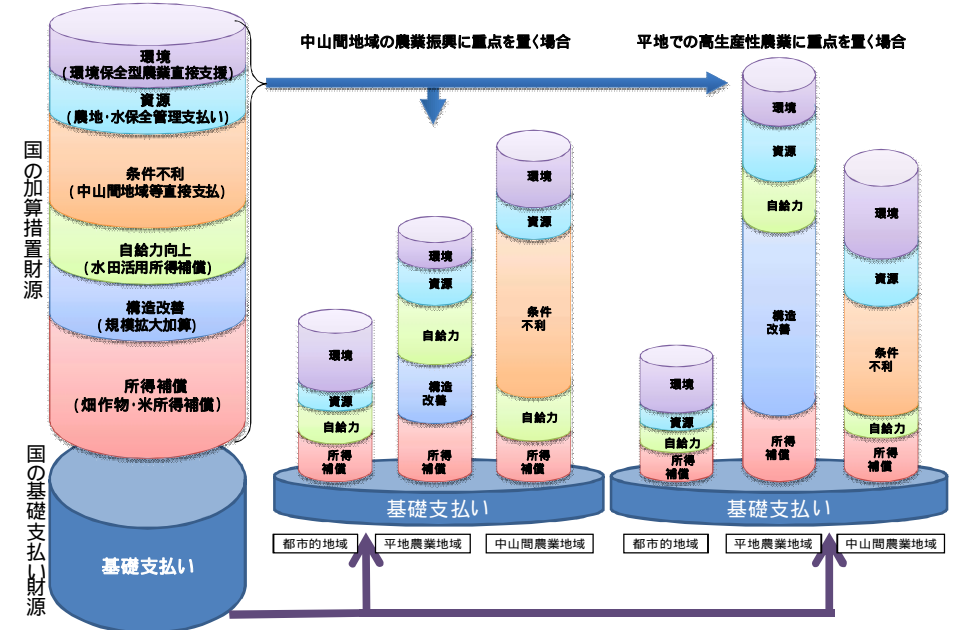 中山間地域の農業振興に重点を置く場合
平地での高生産性農業に重点を置く場合
国の加算措置財源
環境
(環境保全型農業直接支援)
資源
(農地・水保全管理支払い)
条件不利
(中山間地域等直接支払)
自給力向上
(水田活用所得補償)
構造改善
(規模拡大加算)
所得補償
(畑作物・米所得補償)
国の基礎支払い財源
基礎支払い
環境
資源
自給力
所得
補償
環境
資源
自給力
構造
改善
所得
補償
環境
資源
条件
不利
自給力
所得
補償
基礎支払い
都市的地域
平地農業地域
中山間農業地域
環境
資源
自給力
所得
補償
環境
資源
自給力
構造
改善
所得
補償
環境
資源
条件
不利
自給力
所得
補償
基礎支払い
都市的地域
平地農業地域
中山間農業地域